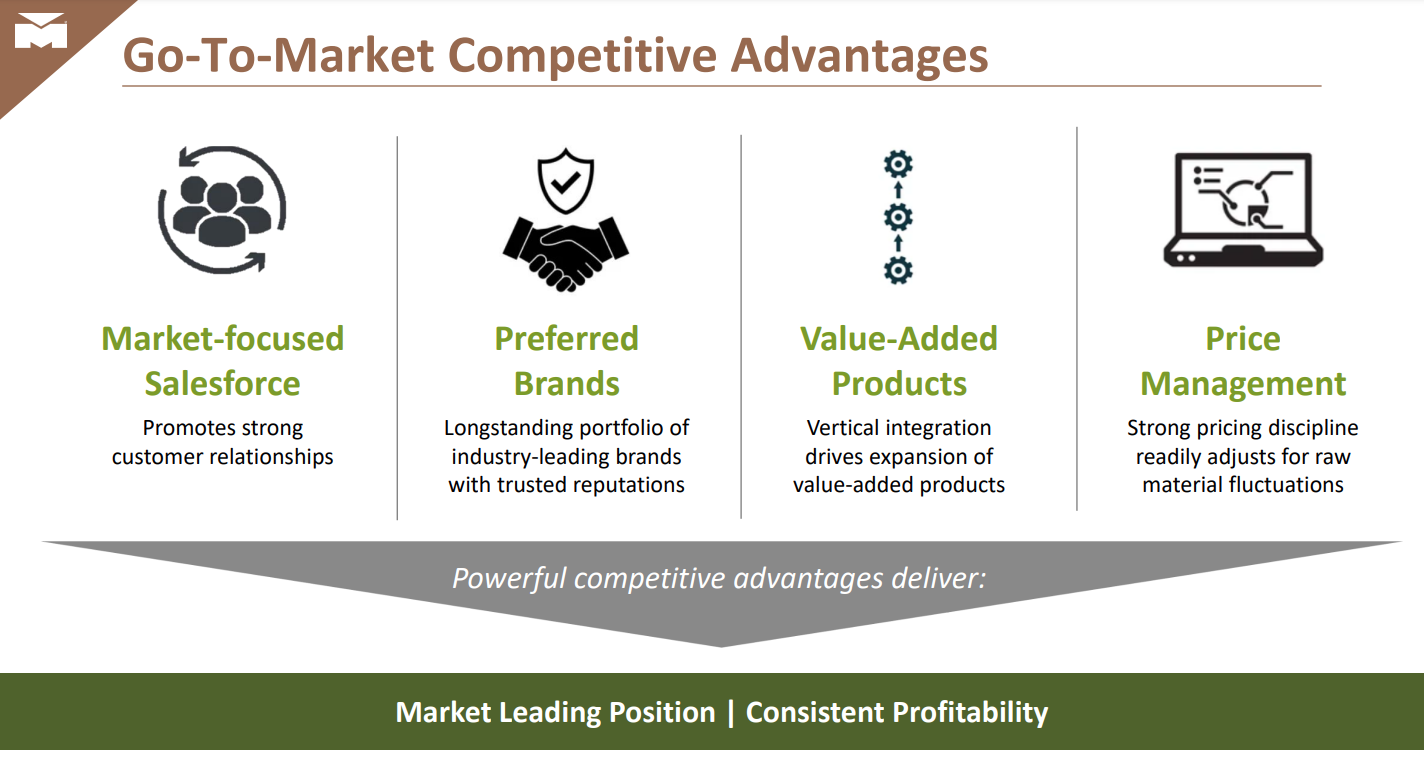 Go-To-Market Competitive Advantages
Market-focused
Salesforce
Promotes strong
customer relationships
Preferred
Brands
Longstanding portfolio of
industry-leading brands
with trusted reputations
Value-Added
Products
Vertical integration
drives expansion of
value-added products
Price
Management
Strong pricing discipline
readily adjusts for raw
material fluctuations
Powerful competitive advantages deliver:
Market Leading Position | Consistent Profitability